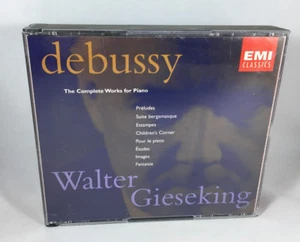 debussy
EMI
CLASSICS
The Complete Works for Piano
Préludes
Suite bergamasque
Estampes
Children's Corner
Pour le piano
Études
Images
Fantaisie
Walter
Gieseking